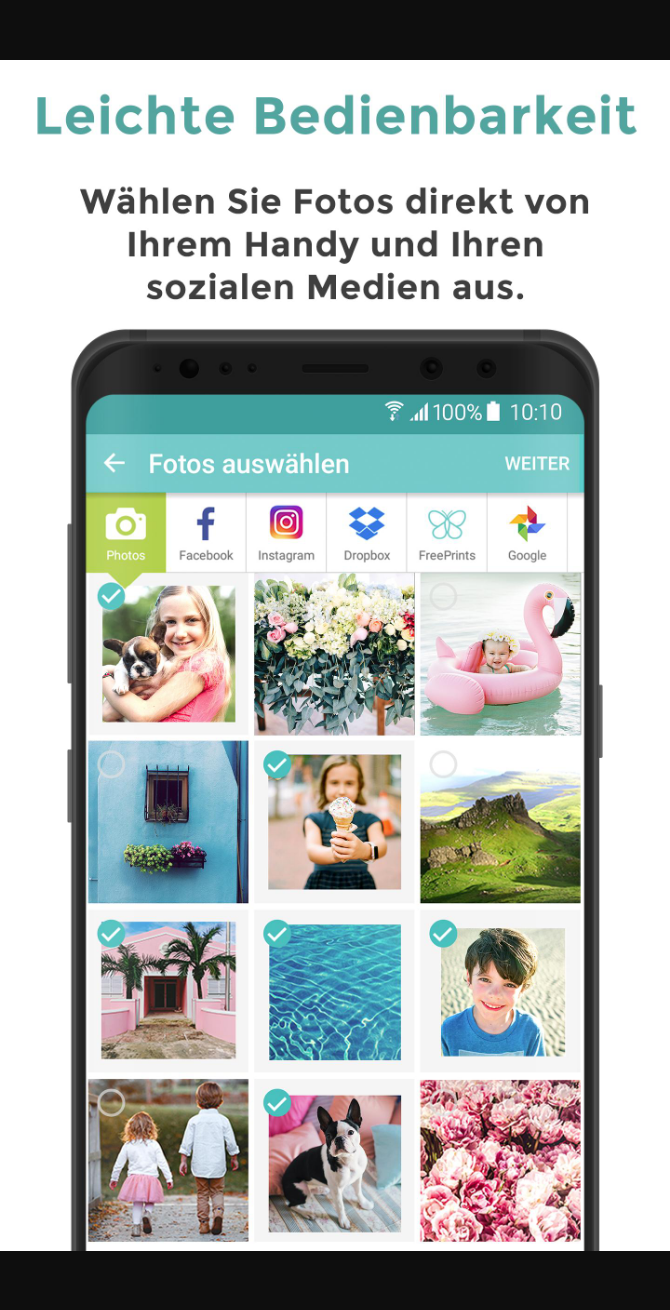 Leichte Bedienbarkeit
Wählen Sie Fotos direkt von
Ihrem Handy und Ihren
sozialen Medien aus.
100% 10:10
Fotos auswählen WEITER
Photos Facebook Instagram Dropbox FreePrints Google